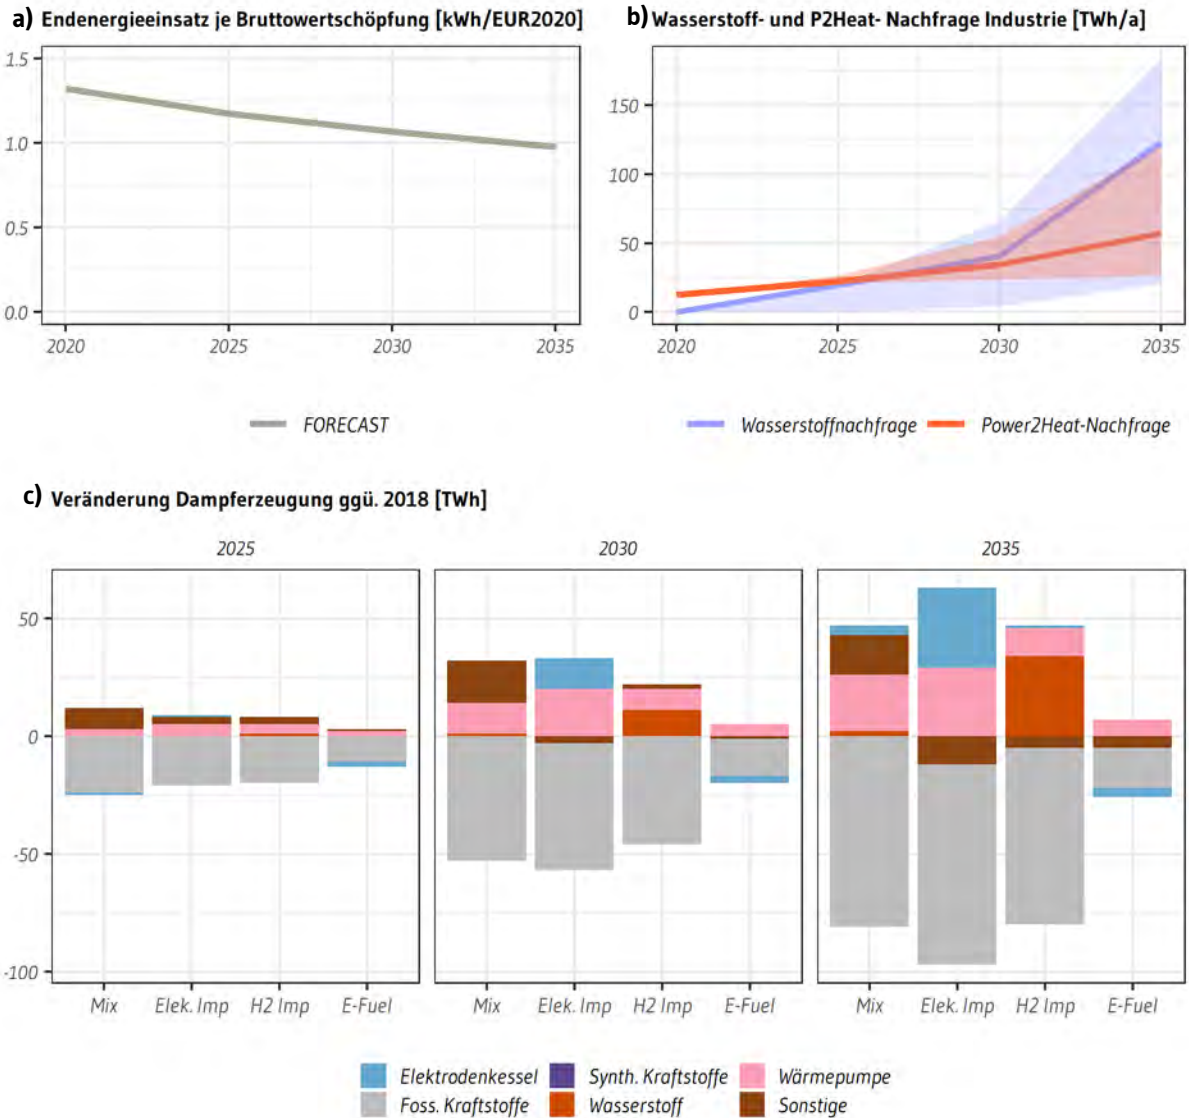 a) Endenergieeinsatz je Bruttowertschöpfung [kWh/EUR2020]
1.5
1.0
0.5
0.0
2020 2025 2030 2035
FORECAST
b) Wasserstoff- und P2Heat- Nachfrage Industrie [TWh/a]
150
100
50
0
2020 2025 2030 2035
Wasserstoffnachfrage Power2Heat-Nachfrage
c) Veränderung Dampferzeugung ggü. 2018 [TWh]
2025 2030 2035
50
0
-50
-100
Mix Elek. Imp H2 Imp E-Fuel Mix Elek. Imp H2 Imp E-Fuel Mix Elek. Imp H2 Imp E-Fuel
Elektrodenkessel Synth. Kraftstoffe Wärmepumpe
Foss. Kraftstoffe Wasserstoff Sonstige